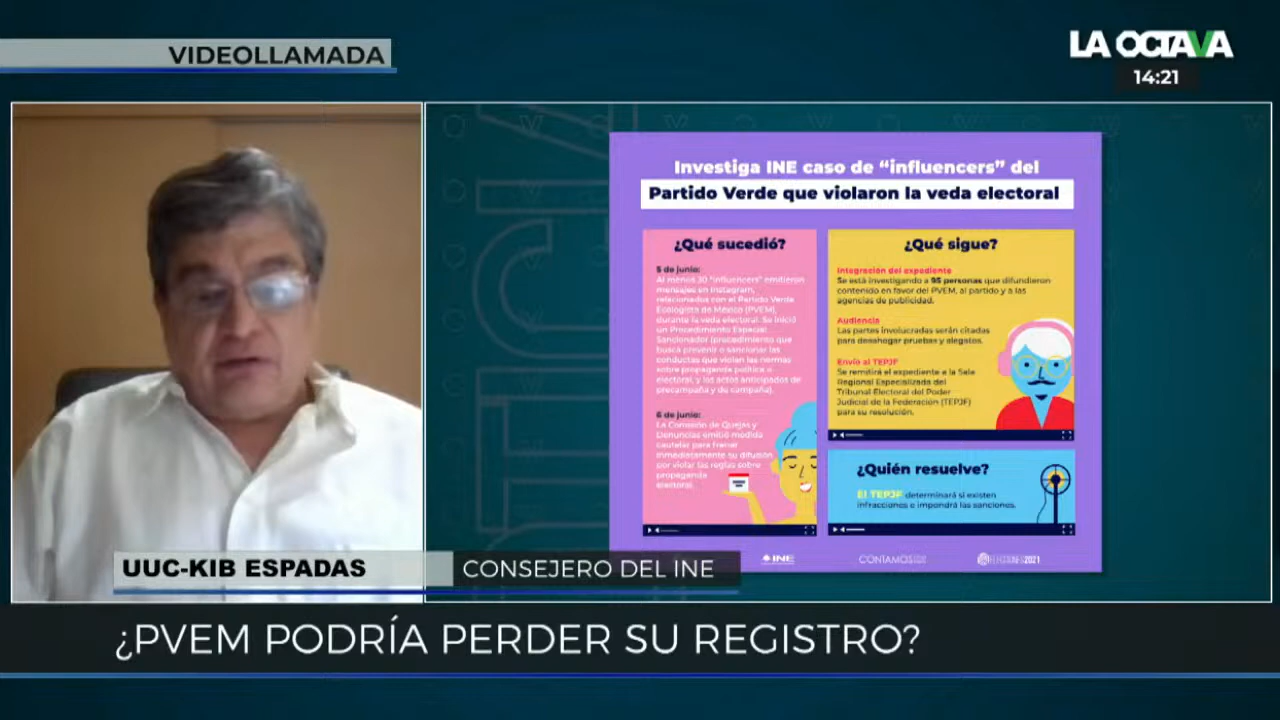 VIDEOLLAMADA
LA OCTAVA
14:21
Investiga INE caso de “influencers” del
Partido Verde que violaron la veda electoral
¿Qué sucedió?
5 de junio:
Al menos 30 “influencers” emitieron
mensajes en Instagram,
relacionados con el Partido Verde
Ecologista de México (PVEM),
durante la veda electoral. Se inició
un Procedimiento Especial
Sancionador (procedimiento que
busca prevenir o sancionar las
conductas que violan las normas
sobre propaganda política o
electoral, y los actos anticipados de
precampaña y de campaña).
6 de junio:
La Comisión de Quejas y
Denuncias emitió medida
cautelar para frenar
inmediatamente su difusión
por violar las reglas sobre
propaganda
electoral.
¿Qué sigue?
Integración del expediente
Se está investigando a 95 personas que difundieron
contenido en favor del PVEM, al partido y a las
agencias de publicidad.
Audiencia
Las partes involucradas serán citadas
para desahogar pruebas y alegatos.
Envío al TEPJF
Se remitirá el expediente a la Sala
Regional Especializada del
Tribunal Electoral del Poder
Judicial de la Federación (TEPJF)
para su resolución.
¿Quién resuelve?
El TEPJF determinará si existen
infracciones e impondrá las sanciones.
INE
CONTAMOS
ELECCIONES2021
UUC-KIB ESPADAS
CONSEJERO DEL INE
¿PVEM PODRÍA PERDER SU REGISTRO?